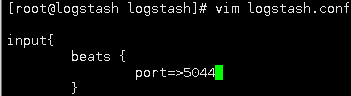 [root@logstash logstash]# vim logstash.conf
input{
beats {
port=>5044
}